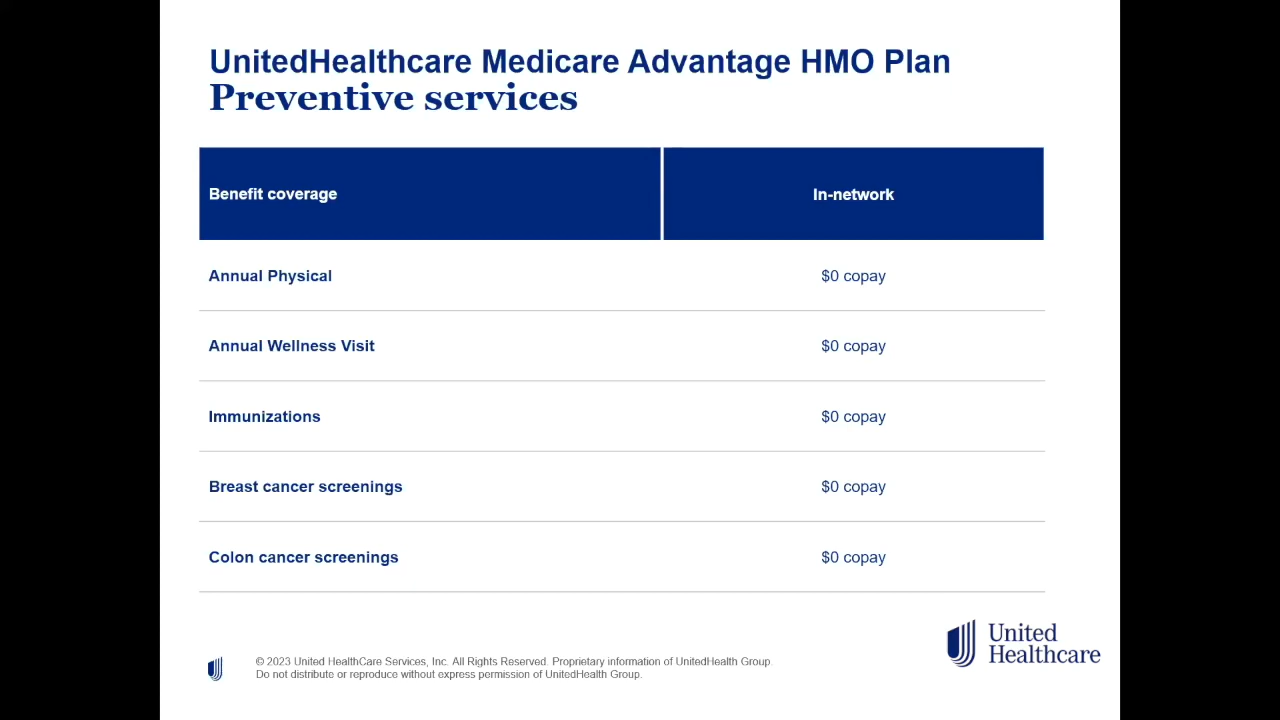 UnitedHealthcare Medicare Advantage HMO Plan
Preventive services
Benefit coverage In-network
Annual Physical $0 copay
Annual Wellness Visit $0 copay
Immunizations $0 copay
Breast cancer screenings $0 copay
Colon cancer screenings $0 copay
© 2023 United HealthCare Services, Inc. All Rights Reserved. Proprietary information of UnitedHealth Group.
Do not distribute or reproduce without express permission of UnitedHealth Group.
United
Healthcare